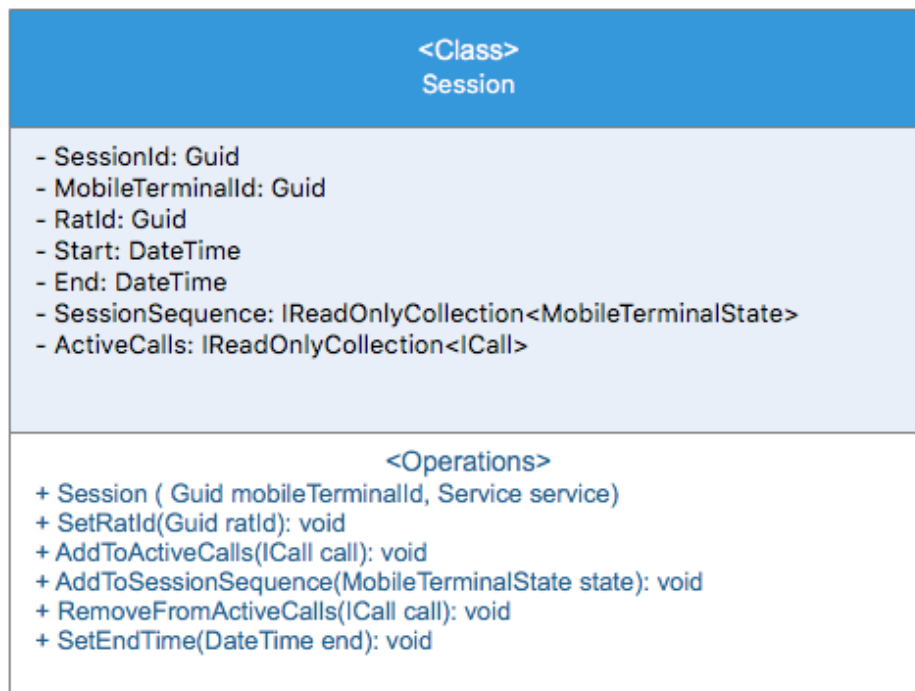 <Class>
Session
- SessionId: Guid
- MobileTerminalId: Guid
- RatId: Guid
- Start: DateTime
- End: DateTime
- SessionSequence: IReadOnlyCollection<MobileTerminalState>
- ActiveCalls: IReadOnlyCollection<ICall>
<Operations>
+ Session ( Guid mobileTerminalId, Service service)
+ SetRatId(Guid ratId): void
+ AddToActiveCalls(ICall call): void
+ AddToSessionSequence(MobileTerminalState state): void
+ RemoveFromActiveCalls(ICall call): void
+ SetEndTime(DateTime end): void